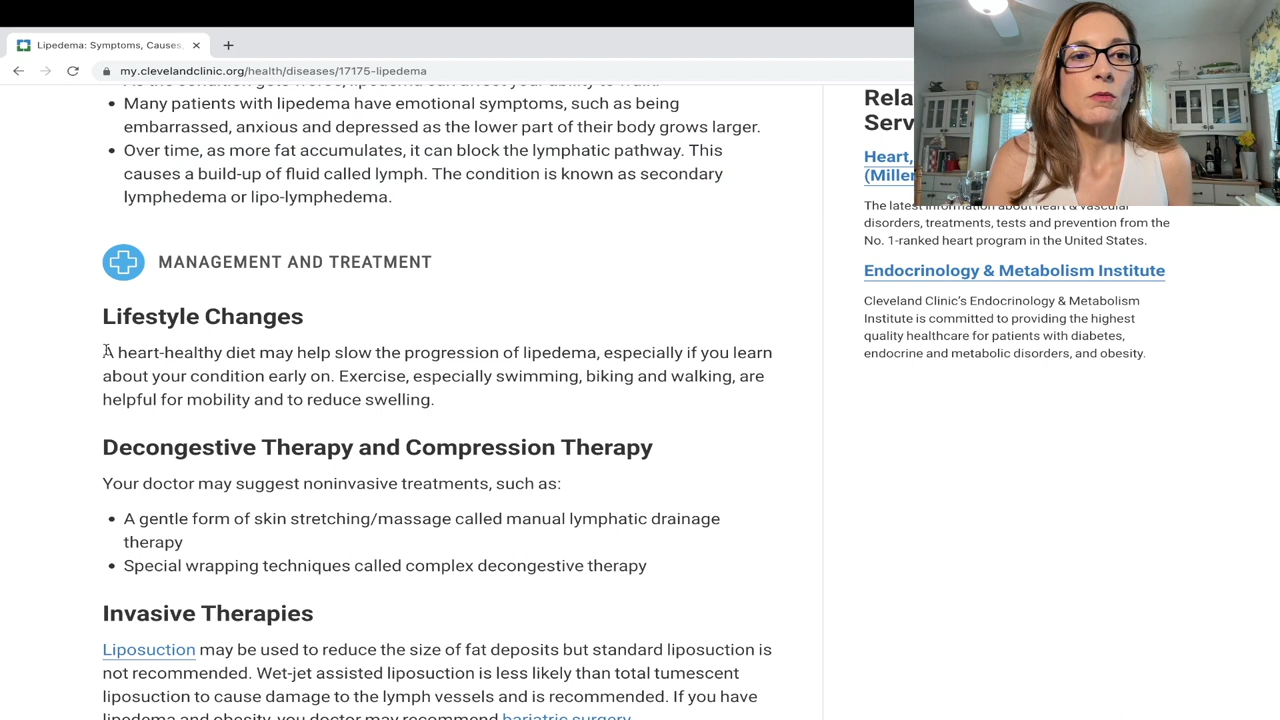 Lipedema: Symptoms, Causes,
my.clevelandclinic.org/health/diseases/17175-lipedema
As the condition gets worse, lipedema can affect your ability to walk.
• Many patients with lipedema have emotional symptoms, such as being
embarrassed, anxious and depressed as the lower part of their body grows larger.
• Over time, as more fat accumulates, it can block the lymphatic pathway. This
causes a build-up of fluid called lymph. The condition is known as secondary
lymphedema or lipo-lymphedema.
MANAGEMENT AND TREATMENT
Lifestyle Changes
A heart-healthy diet may help slow the progression of lipedema, especially if you learn
about your condition early on. Exercise, especially swimming, biking and walking, are
helpful for mobility and to reduce swelling.
Decongestive Therapy and Compression Therapy
Your doctor may suggest noninvasive treatments, such as:
• A gentle form of skin stretching/massage called manual lymphatic drainage
therapy
• Special wrapping techniques called complex decongestive therapy
Invasive Therapies
Liposuction may be used to reduce the size of fat deposits but standard liposuction is
not recommended. Wet-jet assisted liposuction is less likely than total tumescent
liposuction to cause damage to the lymph vessels and is recommended. If you have
lipedema and obesity, you doctor may recommend bariatric surgery.
Rela
Serv
Heart,
(Miller
The latest information about heart & vascular
disorders, treatments, tests and prevention from the
No. 1-ranked heart program in the United States.
Endocrinology & Metabolism Institute
Cleveland Clinic's Endocrinology & Metabolism
Institute is committed to providing the highest
quality healthcare for patients with diabetes,
endocrine and metabolic disorders, and obesity.